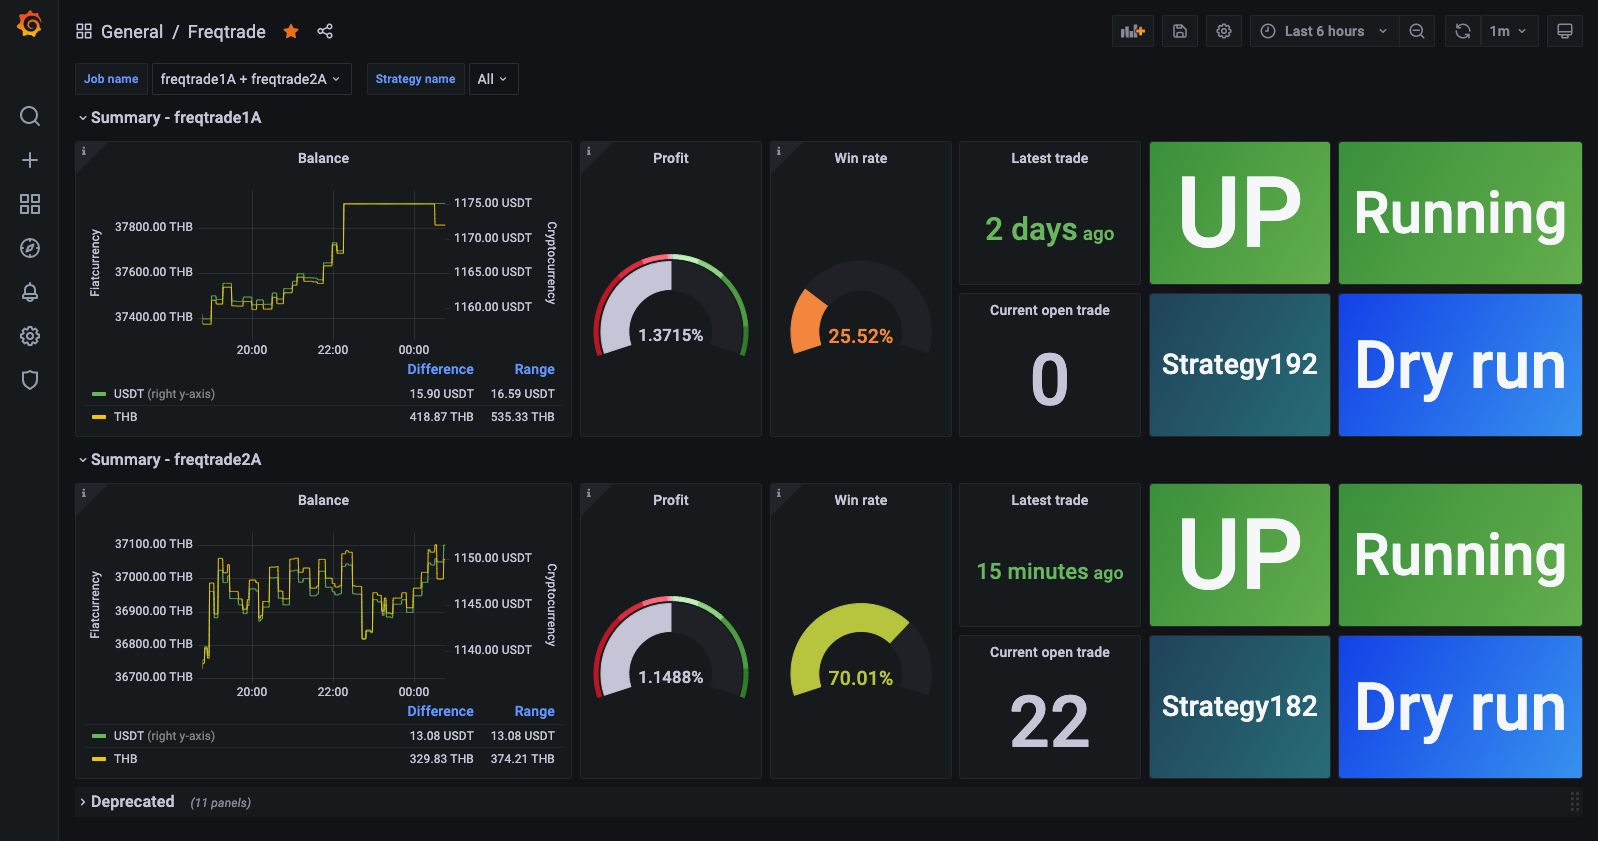 General / Freqtrade
Last 6 hours
1m
Job name
freqtrade1A + freqtrade2A
Strategy name
All
Summary - freqtrade1A
Balance
Fiatcurrency
37800.00 THB
37600.00 THB
37400.00 THB
1175.00 USDT
1170.00 USDT
1165.00 USDT
1160.00 USDT
Cryptocurrency
20:00 22:00 00:00
Difference Range
USDT (right y-axis) 15.90 USDT 16.59 USDT
THB 418.87 THB 535.33 THB
Profit
1.3715%
Win rate
25.52%
Latest trade
2 days ago
Current open trade
0
UP
Running
Strategy192
Dry run
Summary - freqtrade2A
Balance
Fiatcurrency
37100.00 THB
37000.00 THB
36900.00 THB
36800.00 THB
36700.00 THB
1150.00 USDT
1145.00 USDT
1140.00 USDT
Cryptocurrency
20:00 22:00 00:00
Difference Range
USDT (right y-axis) 13.08 USDT 13.08 USDT
THB 329.83 THB 374.21 THB
Profit
1.1488%
Win rate
70.01%
Latest trade
15 minutes ago
Current open trade
22
UP
Running
Strategy182
Dry run
Deprecated (11 panels)